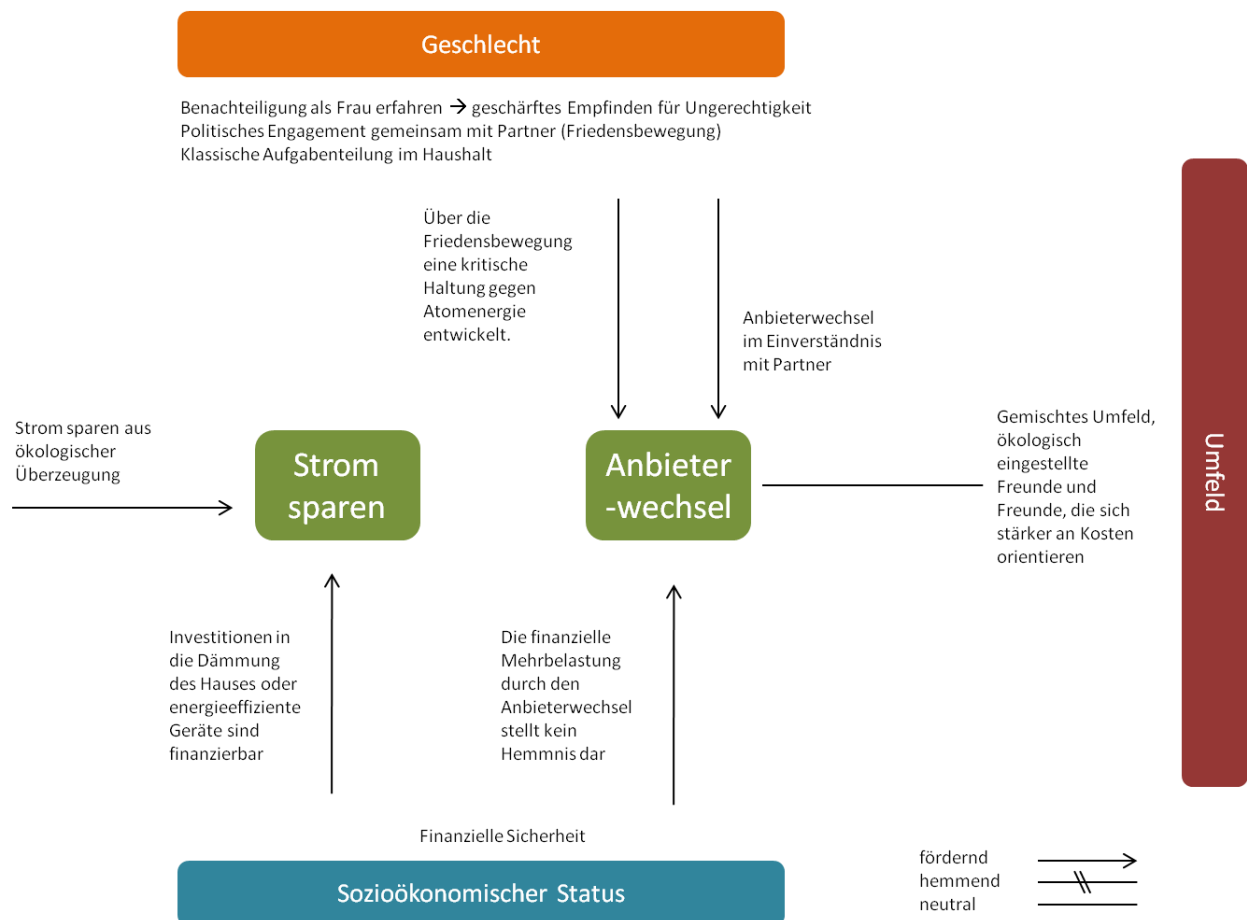 Geschlecht
Benachteiligung als Frau erfahren → geschärftes Empfinden für Ungerechtigkeit
Politisches Engagement gemeinsam mit Partner (Friedensbewegung)
Klassische Aufgabenteilung im Haushalt
Über die
Friedensbewegung
eine kritische
Haltung gegen
Atomenergie
entwickelt.
Anbieterwechsel
im Einverständnis
mit Partner
Strom sparen aus
ökologischer
Überzeugung
Strom
sparen
Anbieter
-wechsel
Gemischtes Umfeld,
ökologisch
eingestellte
Freunde und
Freunde, die sich
stärker an Kosten
orientieren
Umfeld
Investitionen in
die Dämmung
des Hauses oder
energieeffiziente
Geräte sind
finanzierbar
Die finanzielle
Mehrbelastung
durch den
Anbieterwechsel
stellt kein
Hemmnis dar
Finanzielle Sicherheit
Sozioökonomischer Status
fördernd
hemmend
neutral